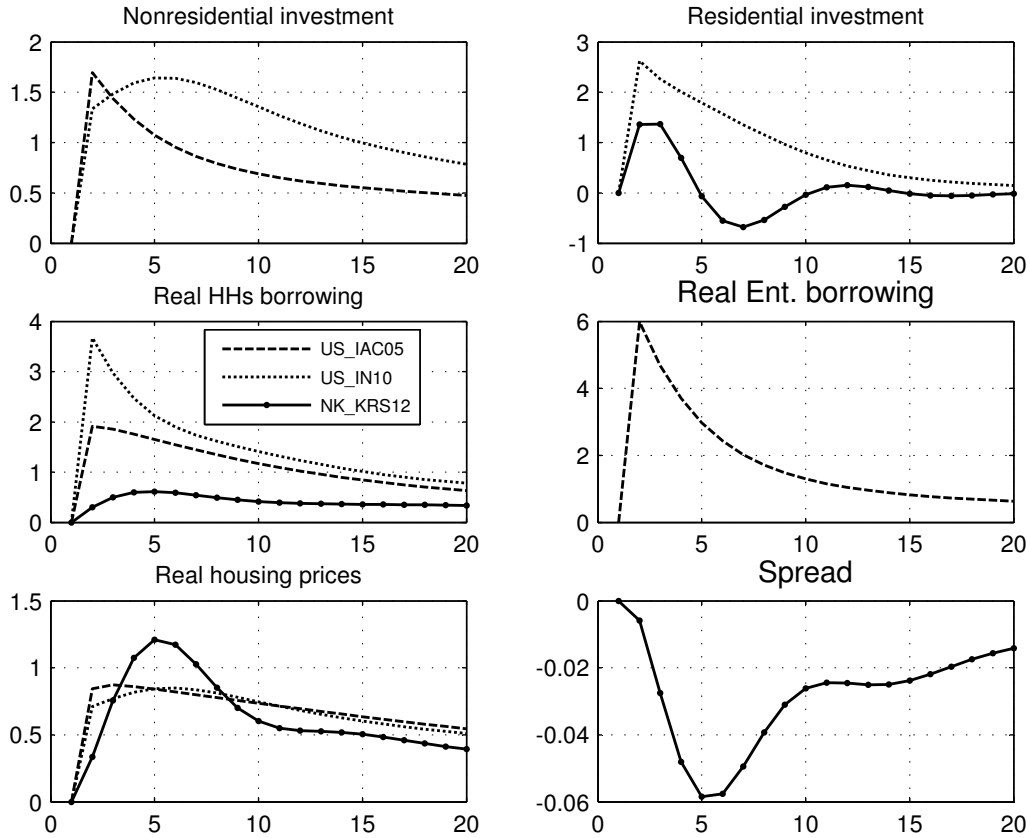 Nonresidential investment
2
1.5
1
0.5
0
0 5 10 15 20
Residential investment
3
2
1
0
-1
0 5 10 15 20
Real HHs borrowing
4
3
2
1
0
0 5 10 15 20
US_IAC05
US_IN10
NK_KRS12
Real Ent. borrowing
6
4
2
0
0 5 10 15 20
Real housing prices
1.5
1
0.5
0
0 5 10 15 20
Spread
0
-0.02
-0.04
-0.06
0 5 10 15 20